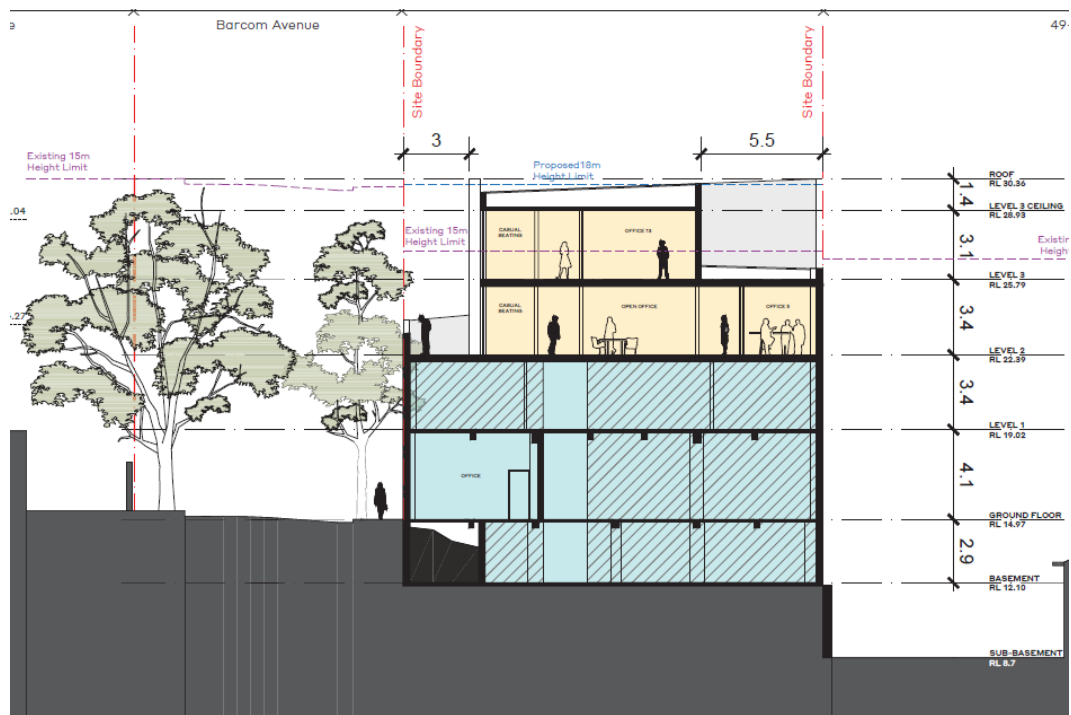 e
Barcom Avenue
49-
Site Boundary
Site Boundary
3
5.5
Existing 15m
Height Limit
Proposed18m
Height Limit
ROOF
RL 30.36
1.4
.04
LEVEL 3 CEILING
RL 28.93
CASUAL
SEATING
Existing 15m
Height Limit
3.1
Existin
Height
LEVEL 3
RL 25.79
CASUAL
SEATING
OPEN OFFICE
.27
3.4
LEVEL 2
RL 22.39
3.4
LEVEL 1
RL 19.02
OFFICE
4.1
GROUND FLOOR
RL 14.97
2.9
BASEMENT
RL 12.10
SUB-BASEMENT
RL 8.7